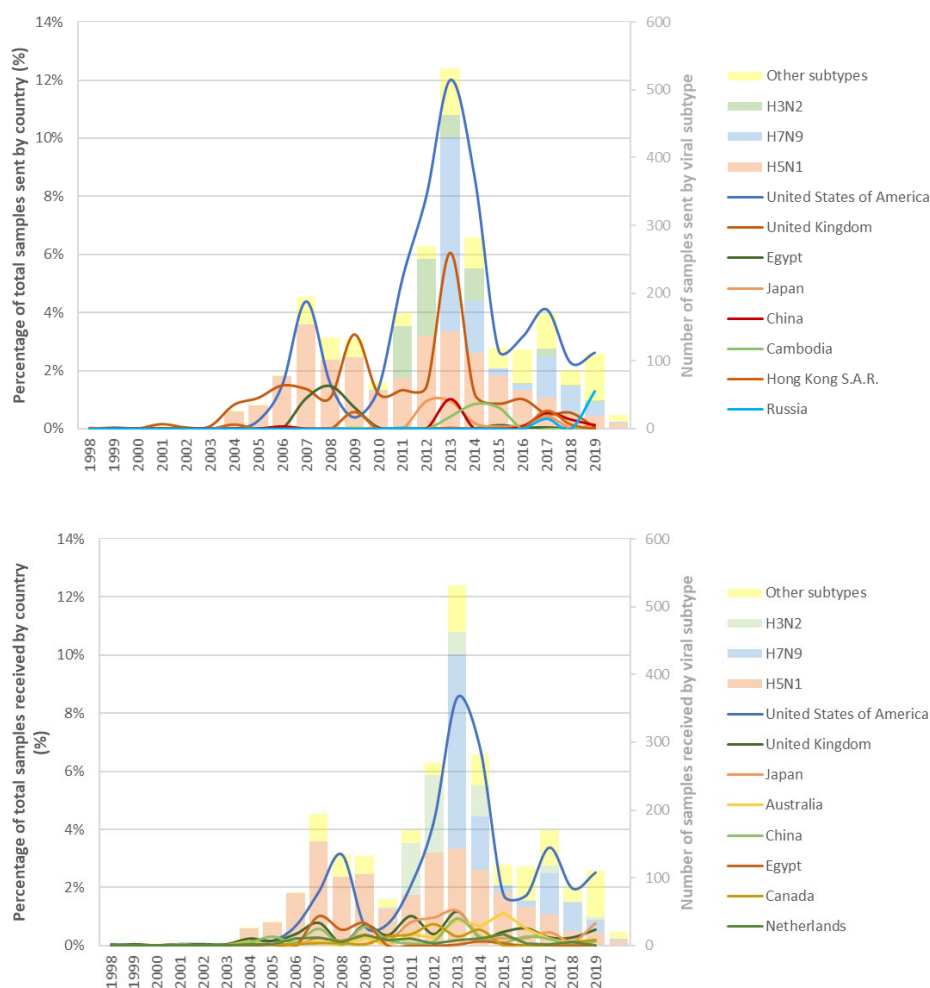 14%
12%
10%
8%
6%
4%
2%
0%
Percentage of total samples sent by country (%)
600
500
400
300
200
100
0
Number of samples sent by viral subtype
1998
1999
2000
2001
2002
2003
2004
2005
2006
2007
2008
2009
2010
2011
2012
2013
2014
2015
2016
2017
2018
2019
Other subtypes
H3N2
H7N9
H5N1
United States of America
United Kingdom
Egypt
Japan
China
Cambodia
Hong Kong S.A.R.
Russia
14%
12%
10%
8%
6%
4%
2%
0%
Percentage of total samples received by country
(%)
600
500
400
300
200
100
0
Number of samples received by viral subtype
1998
1999
2000
2001
2002
2003
2004
2005
2006
2007
2008
2009
2010
2011
2012
2013
2014
2015
2016
2017
2018
2019
Other subtypes
H3N2
H7N9
H5N1
United States of America
United Kingdom
Japan
Australia
China
Egypt
Canada
Netherlands